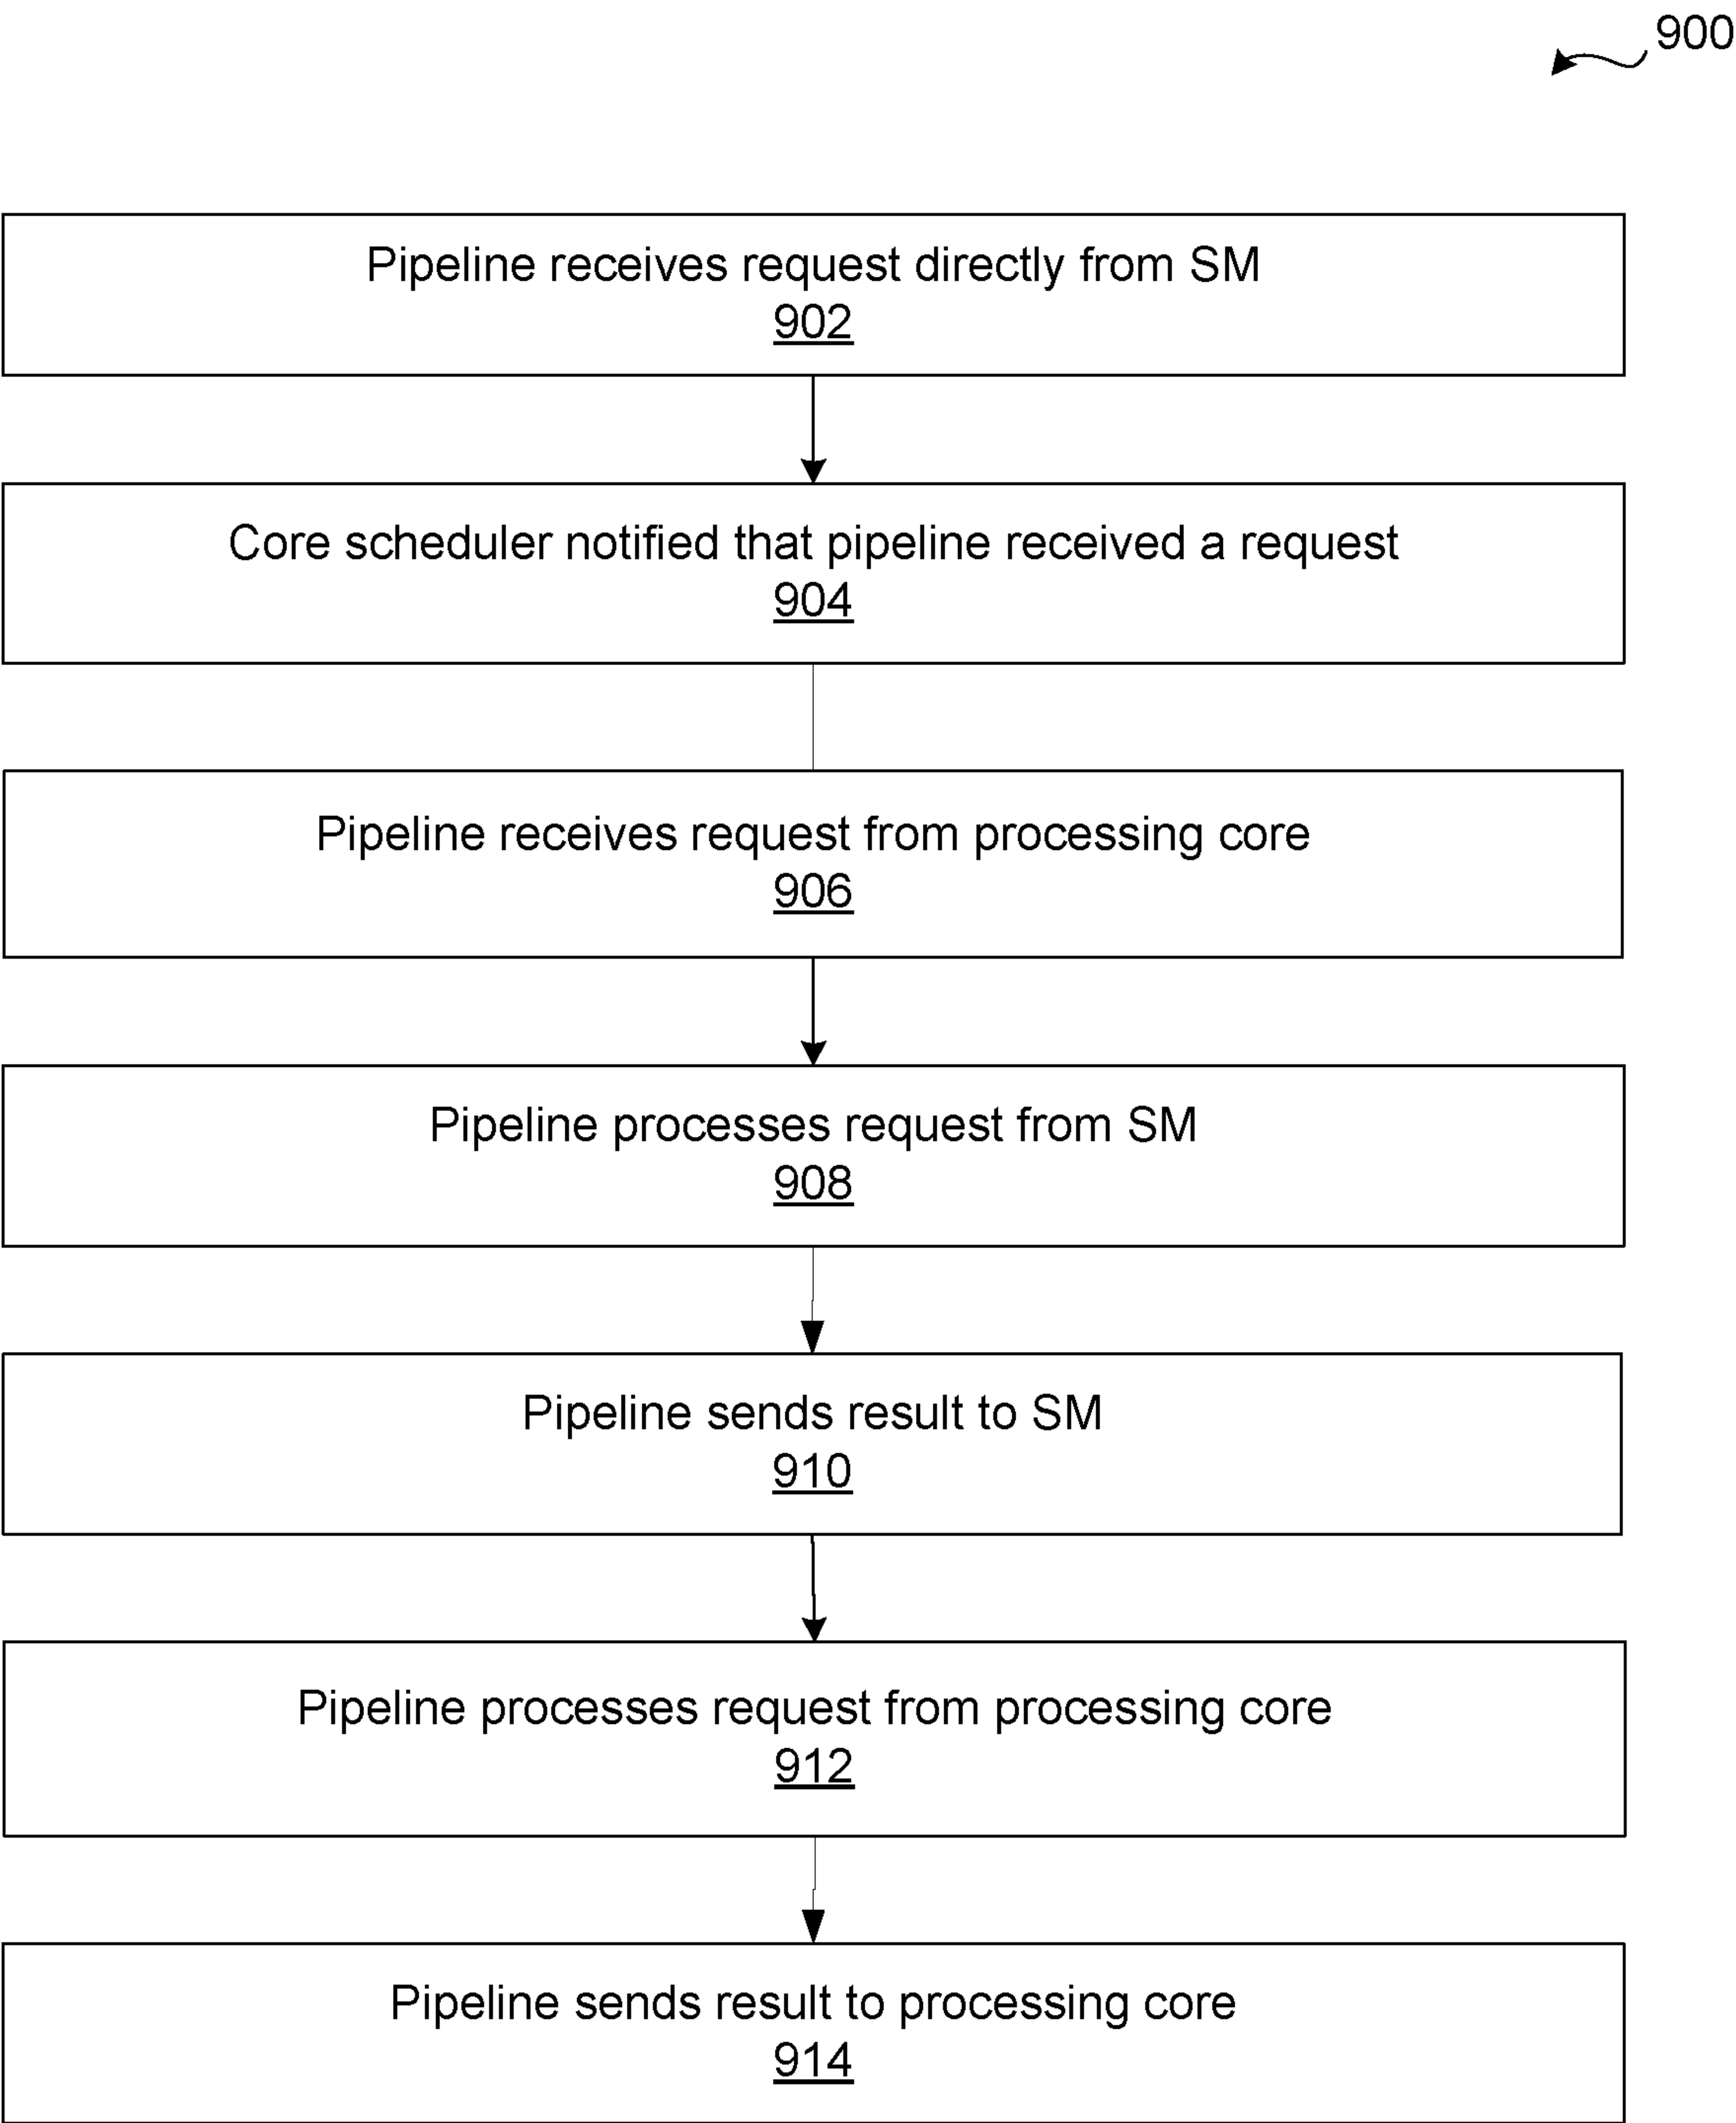 900
Pipeline receives request directly from SM
902
Core scheduler notified that pipeline received a request
904
Pipeline receives request from processing core
906
Pipeline processes request from SM
908
Pipeline sends result to SM
910
Pipeline processes request from processing core
912
Pipeline sends result to processing core
914